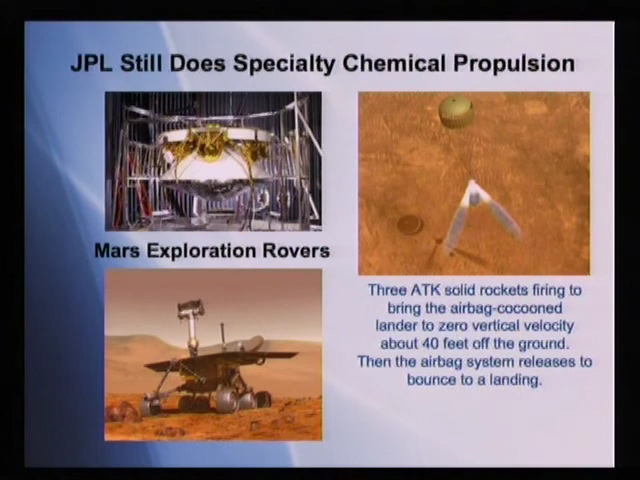 JPL Still Does Specialty Chemical Propulsion
Mars Exploration Rovers
Three ATK solid rockets firing to
bring the airbag-cocooned
lander to zero vertical velocity
about 40 feet off the ground.
Then the airbag system releases to
bounce to a landing.